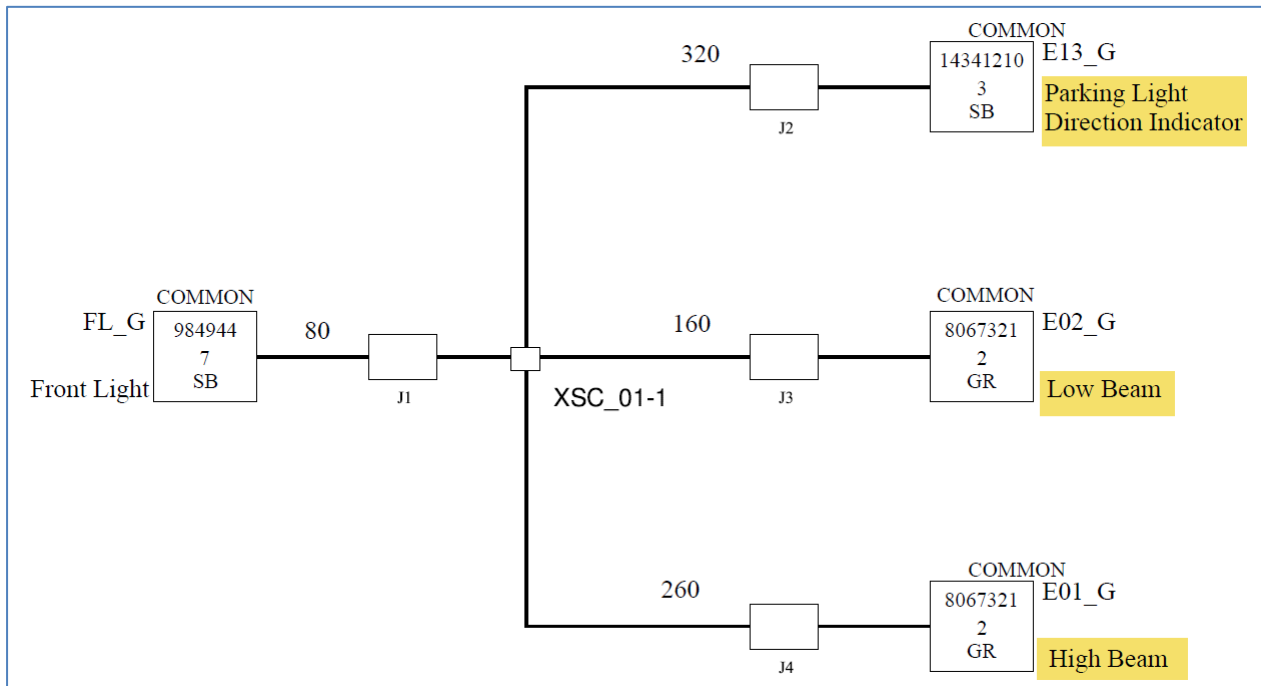 COMMON
320
14341210
3
SB
E13_G
Parking Light
Direction Indicator
J2
COMMON
FL_G
984944
7
SB
Front Light
80
J1
XSC_01-1
160
J3
COMMON
8067321
2
GR
E02_G
Low Beam
260
J4
COMMON
8067321
2
GR
E01_G
High Beam